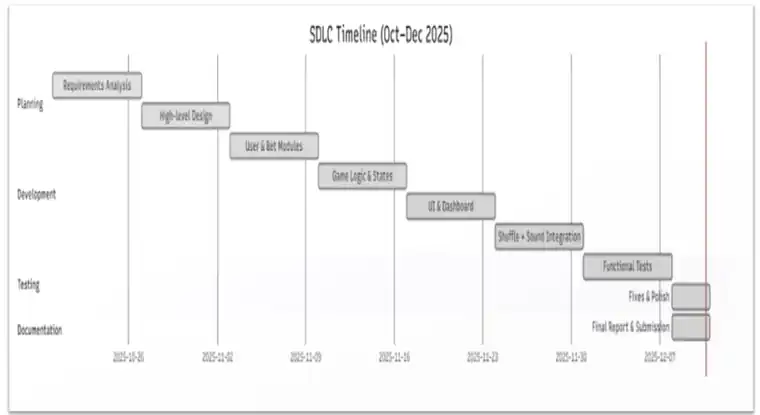 SDLC Timeline (Oct–Dec 2025)
Requirements Analysis
Planning
High-level Design
User & Bet Modules
Game Logic & States
Development
UI & Dashboard
Shuffle + Sound Integration
Functional Tests
Testing
Fixes & Polish
Final Report & Submission
Documentation
2025-10-26 2025-11-02 2025-11-09 2025-11-16 2025-11-23 2025-11-30 2025-12-07